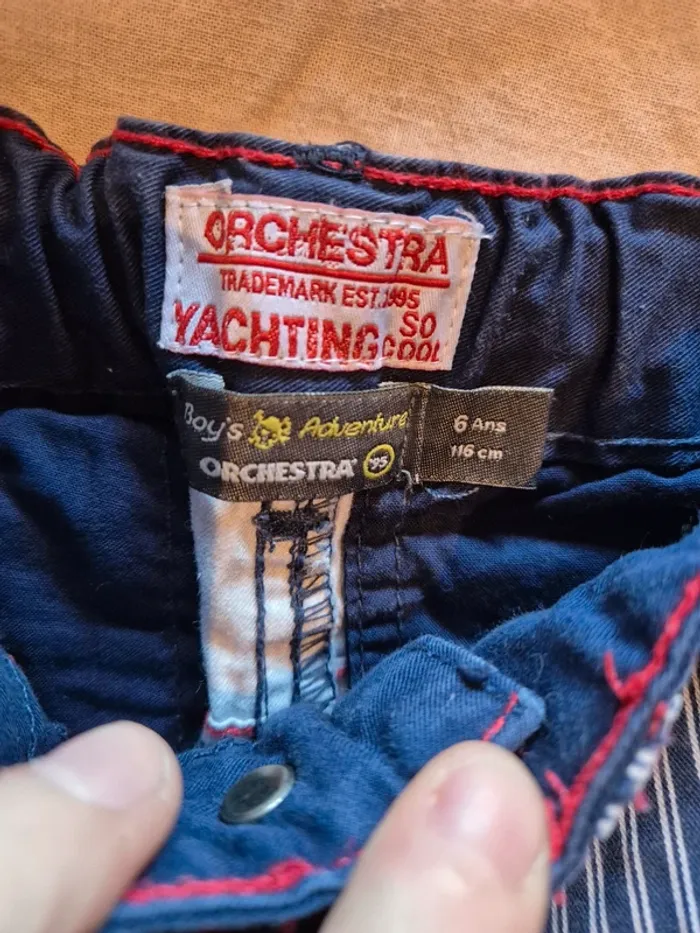 ORCHESTRA
TRADEMARK EST.1995
YACHTING SO COOL
Boy's Adventure
ORCHESTRA '95
6 Ans
116 cm